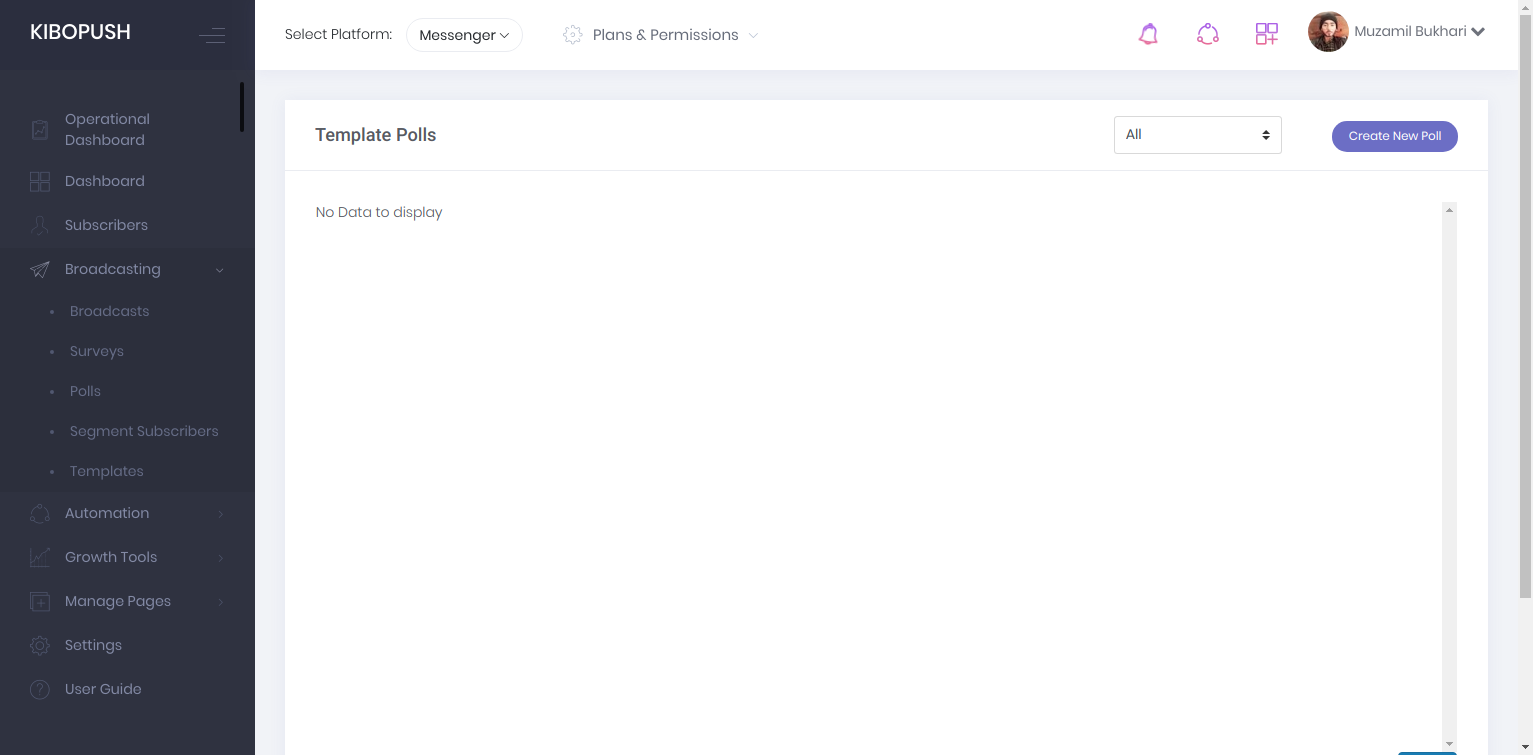 KIBOPUSH
Select Platform:
Messenger
Plans & Permissions
Muzamil Bukhari
Operational
Dashboard
Dashboard
Subscribers
Broadcasting
Broadcasts
Surveys
Polls
Segment Subscribers
Templates
Automation
Growth Tools
Manage Pages
Settings
User Guide
Template Polls
All
Create New Poll
No Data to display